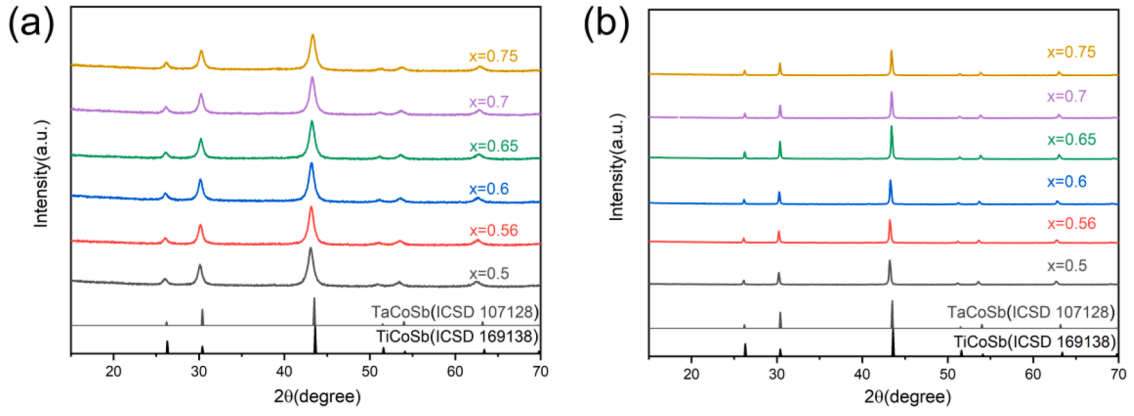 (a)
Intensity(a.u.)
x=0.75
x=0.7
x=0.65
x=0.6
x=0.56
x=0.5
TaCoSb(ICSD 107128)
TiCoSb(ICSD 169138)
20 30 40 50 60 70
2θ(degree)
(b)
Intensity(a.u.)
x=0.75
x=0.7
x=0.65
x=0.6
x=0.56
x=0.5
TaCoSb(ICSD 107128)
TiCoSb(ICSD 169138)
20 30 40 50 60 70
2θ(degree)